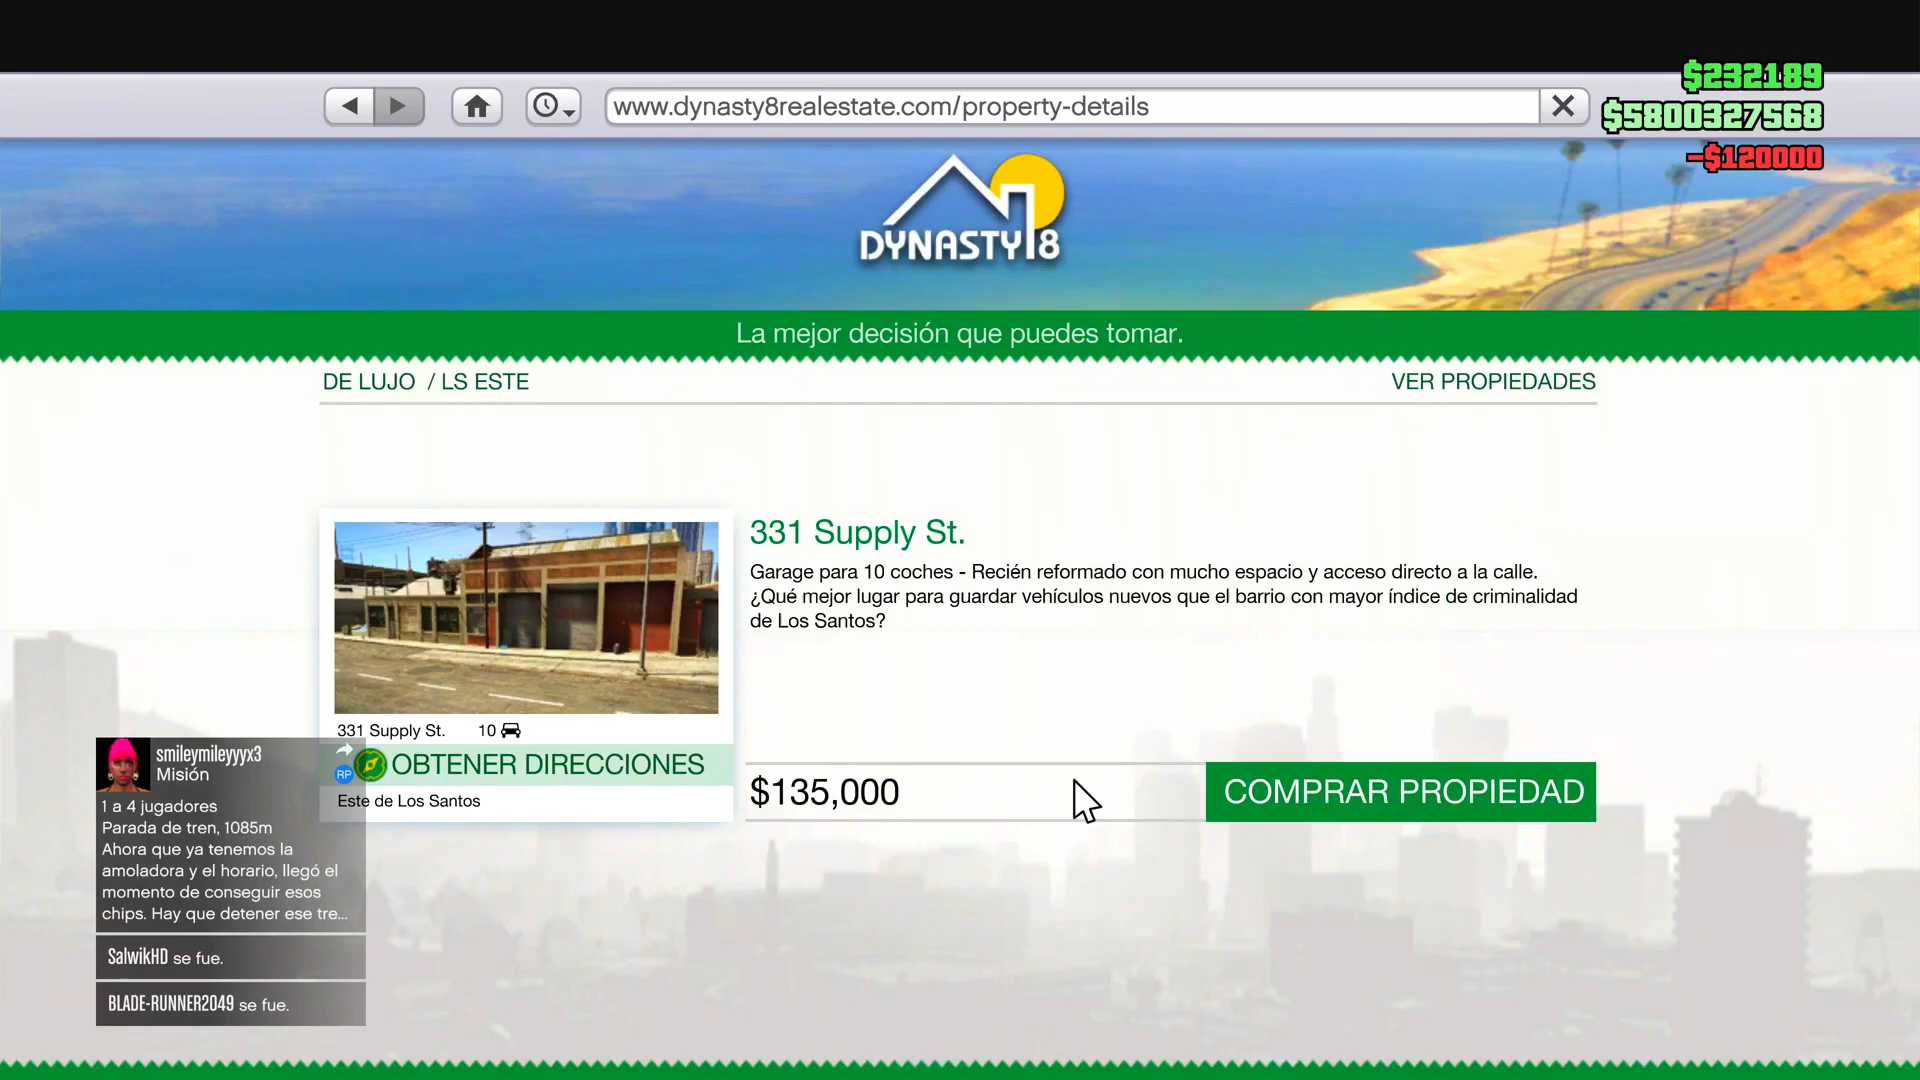 www.dynasty8realestate.com/property-details
$232189
$5800327568
-$120000
DYNASTY 8
La mejor decisión que puedes tomar.
DE LUJO / LS ESTE
VER PROPIEDADES
331 Supply St.
Garage para 10 coches - Recién reformado con mucho espacio y acceso directo a la calle.
¿Qué mejor lugar para guardar vehículos nuevos que el barrio con mayor índice de criminalidad
de Los Santos?
331 Supply St. 10
OBTENER DIRECCIONES
Este de Los Santos
$135,000
COMPRAR PROPIEDAD
smileymileyyyx3
Misión
RP
1 a 4 jugadores
Parada de tren, 1085m
Ahora que ya tenemos la
amoladora y el horario, llegó el
momento de conseguir esos
chips. Hay que detener ese tre...
SalwikHD se fue.
BLADE-RUNNER2049 se fue.